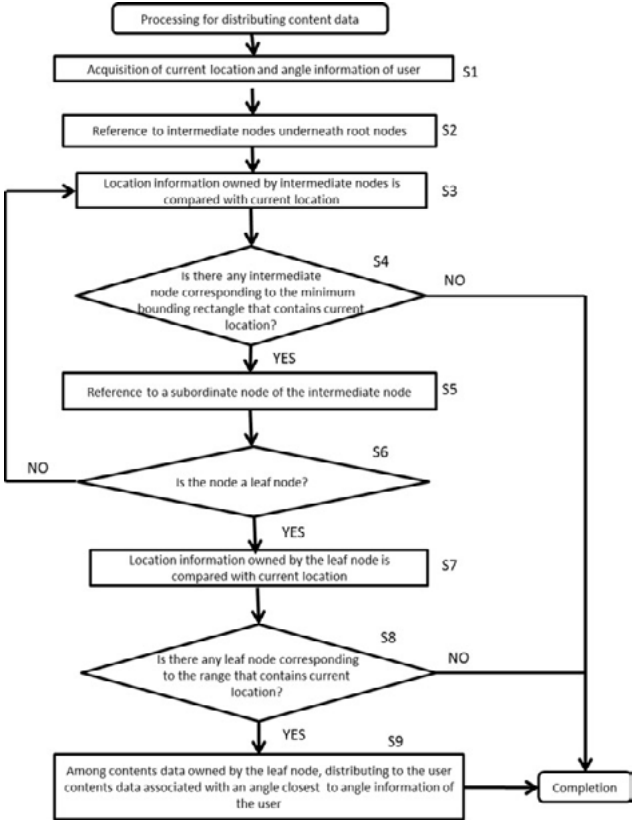 Processing for distributing content data
Acquisition of current location and angle information of user
S1
Reference to intermediate nodes underneath root nodes
S2
Location information owned by intermediate nodes is
compared with current location
S3
S4
Is there any intermediate
node corresponding to the minimum
bounding rectangle that contains current
location?
NO
YES
Reference to a subordinate node of the intermediate node
S5
S6
Is the node a leaf node?
NO
YES
Location information owned by the leaf node is
compared with current location
S7
S8
Is there any leaf node corresponding
to the range that contains current
location?
NO
YES
S9
Among contents data owned by the leaf node, distributing to the user
contents data associated with an angle closest to angle information of
the user
Completion